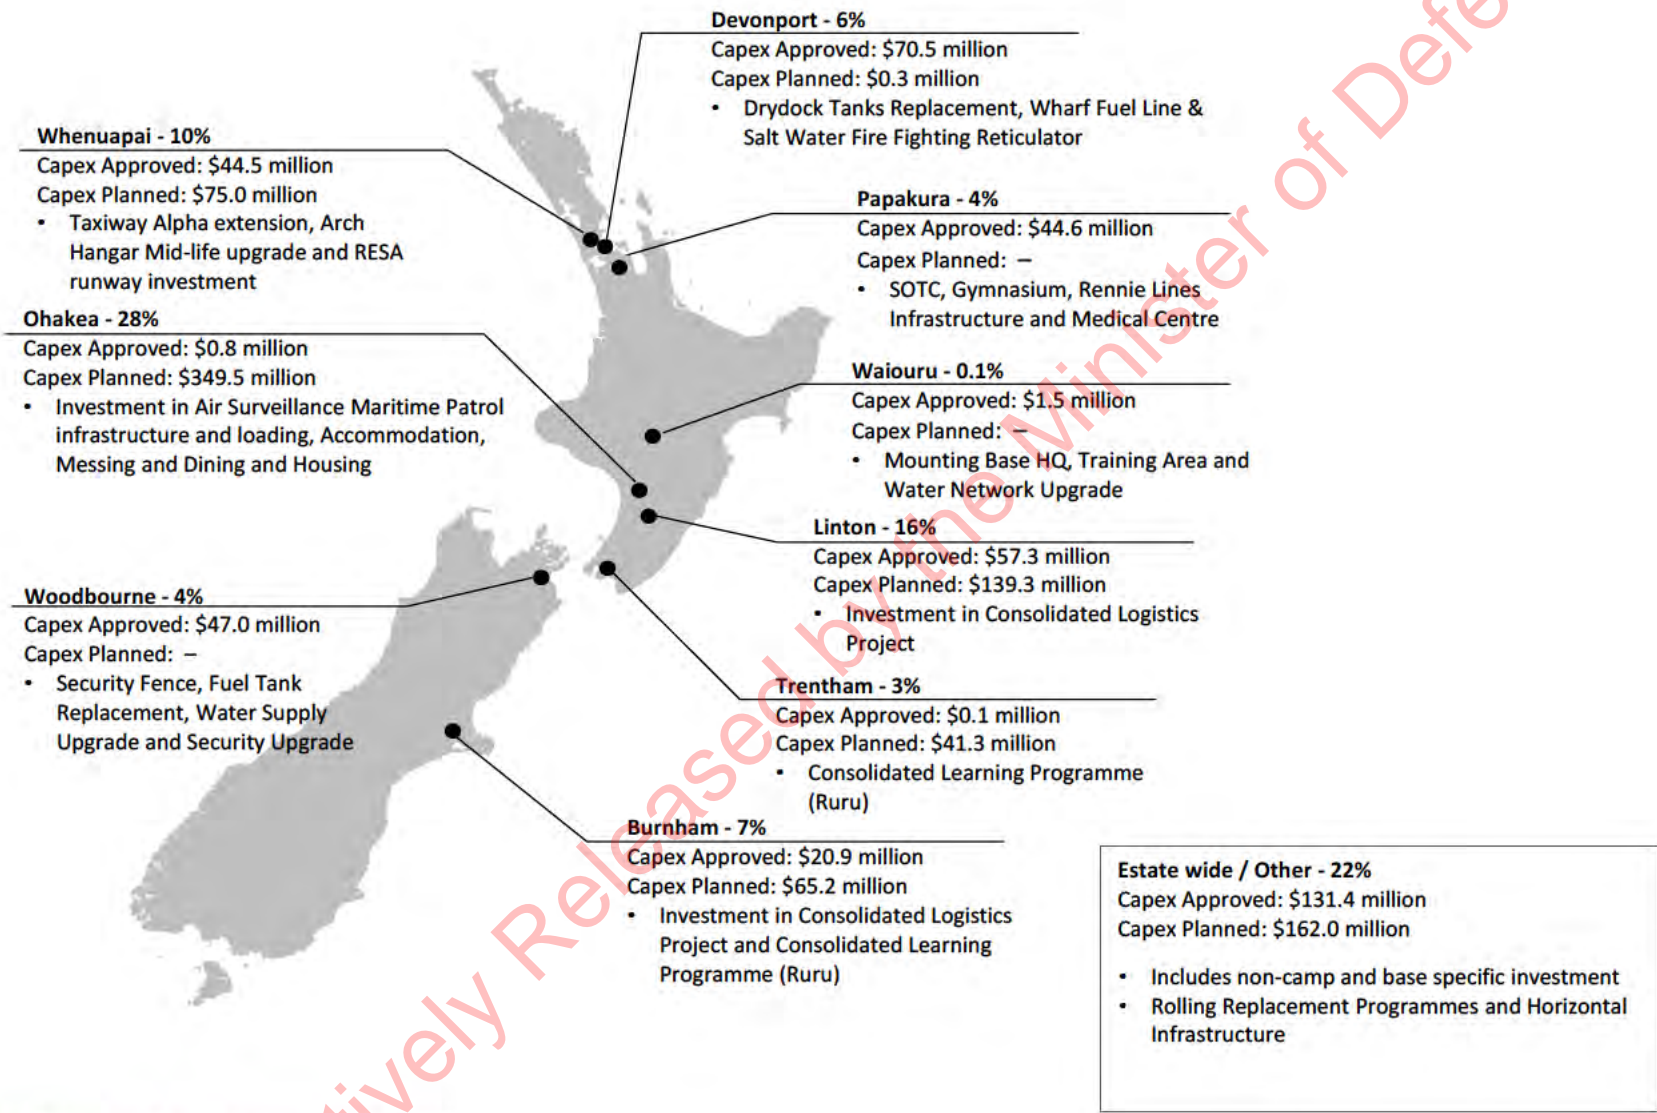 Devonport - 6%
Capex Approved: $70.5 million
Capex Planned: $0.3 million
• Drydock Tanks Replacement, Wharf Fuel Line &
Salt Water Fire Fighting Reticulator
Whenuapai - 10%
Capex Approved: $44.5 million
Capex Planned: $75.0 million
• Taxiway Alpha extension, Arch
Hangar Mid-life upgrade and RESA
runway investment
Papakura - 4%
Capex Approved: $44.6 million
Capex Planned: –
• SOTC, Gymnasium, Rennie Lines
Infrastructure and Medical Centre
Ohakea - 28%
Capex Approved: $0.8 million
Capex Planned: $349.5 million
• Investment in Air Surveillance Maritime Patrol
infrastructure and loading, Accommodation,
Messing and Dining and Housing
Waiouru - 0.1%
Capex Approved: $1.5 million
Capex Planned: –
• Mounting Base HQ, Training Area and
Water Network Upgrade
Linton - 16%
Capex Approved: $57.3 million
Capex Planned: $139.3 million
• Investment in Consolidated Logistics
Project
Woodbourne - 4%
Capex Approved: $47.0 million
Capex Planned: –
• Security Fence, Fuel Tank
Replacement, Water Supply
Upgrade and Security Upgrade
Trentham - 3%
Capex Approved: $0.1 million
Capex Planned: $41.3 million
• Consolidated Learning Programme
(Ruru)
Burnham - 7%
Capex Approved: $20.9 million
Capex Planned: $65.2 million
• Investment in Consolidated Logistics
Project and Consolidated Learning
Programme (Ruru)
Estate wide / Other - 22%
Capex Approved: $131.4 million
Capex Planned: $162.0 million
• Includes non-camp and base specific investment
• Rolling Replacement Programmes and Horizontal
Infrastructure
tively Released by the Minister of Defe